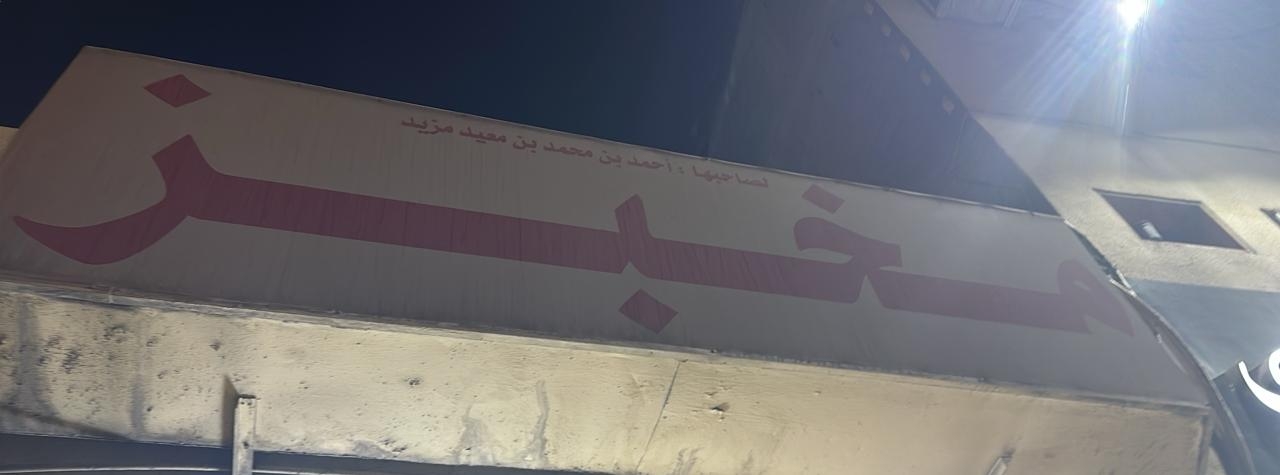 لصاحبها : أحمد بن محمد بن معيد مزيد
مخبز